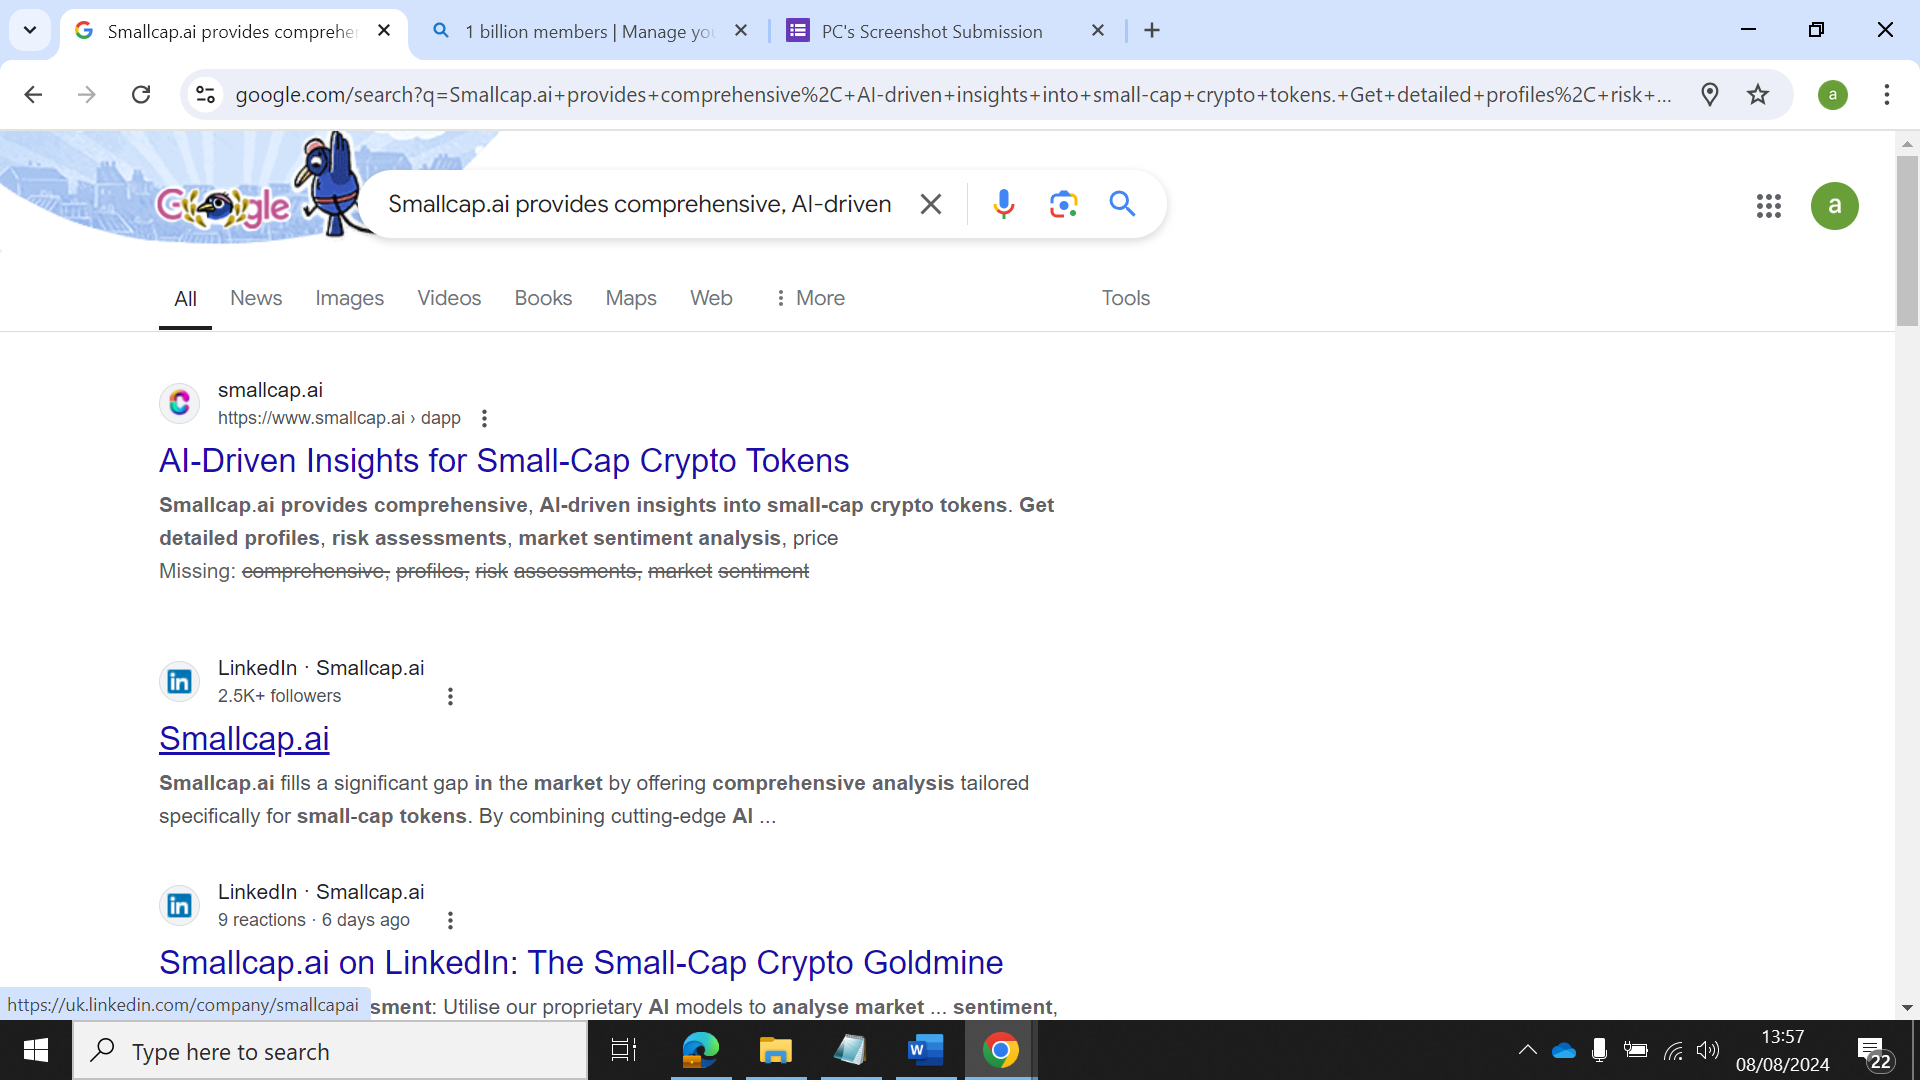 Smallcap.ai provides compreher
1 billion members | Manage you
PC's Screenshot Submission
google.com/search?q=Smallcap.ai+provides+comprehensive%2C+AI-driven+insights+into+small-cap+crypto+tokens.+Get+detailed+profiles%2C+risk+...
a
Google
Smallcap.ai provides comprehensive, AI-driven
a
All News Images Videos Books Maps Web More Tools
smallcap.ai
https://www.smallcap.ai › dapp
AI-Driven Insights for Small-Cap Crypto Tokens
Smallcap.ai provides comprehensive, AI-driven insights into small-cap crypto tokens. Get
detailed profiles, risk assessments, market sentiment analysis, price
Missing: comprehensive, profiles, risk assessments, market sentiment
LinkedIn · Smallcap.ai
2.5K+ followers
Smallcap.ai
Smallcap.ai fills a significant gap in the market by offering comprehensive analysis tailored
specifically for small-cap tokens. By combining cutting-edge AI ...
LinkedIn · Smallcap.ai
9 reactions · 6 days ago
Smallcap.ai on LinkedIn: The Small-Cap Crypto Goldmine
sment: Utilise our proprietary AI models to analyse market ... sentiment,
https://uk.linkedin.com/company/smallcapai
Type here to search
13:57
08/08/2024
22